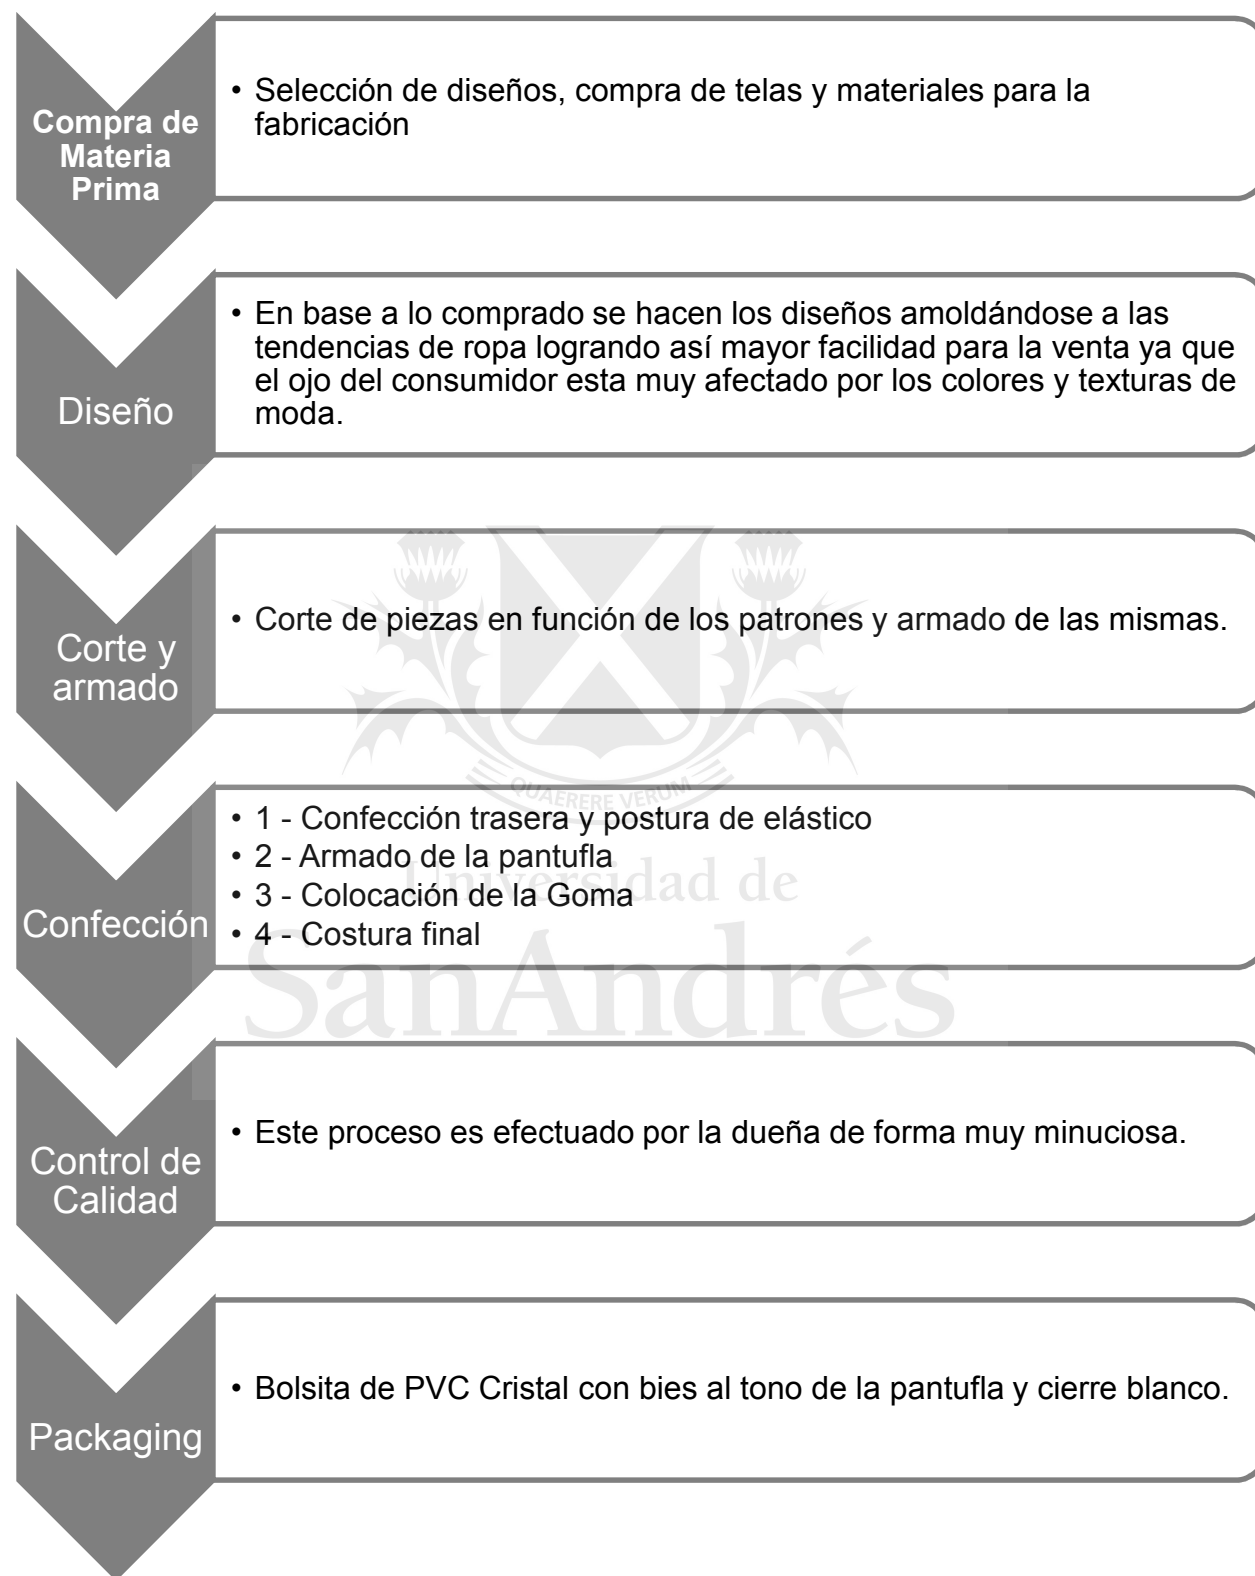 Compra de
Materia
Prima
• Selección de diseños, compra de telas y materiales para la
fabricación
Diseño
• En base a lo comprado se hacen los diseños amoldándose a las
tendencias de ropa logrando así mayor facilidad para la venta ya que
el ojo del consumidor esta muy afectado por los colores y texturas de
moda.
Corte y
armado
• Corte de piezas en función de los patrones y armado de las mismas.
QUAERERE VERUM
Universidad de
SanAndrés
Confección
• 1 - Confección trasera y postura de elástico
• 2 - Armado de la pantufla
• 3 - Colocación de la Goma
• 4 - Costura final
Control de
Calidad
• Este proceso es efectuado por la dueña de forma muy minuciosa.
Packaging
• Bolsita de PVC Cristal con bies al tono de la pantufla y cierre blanco.